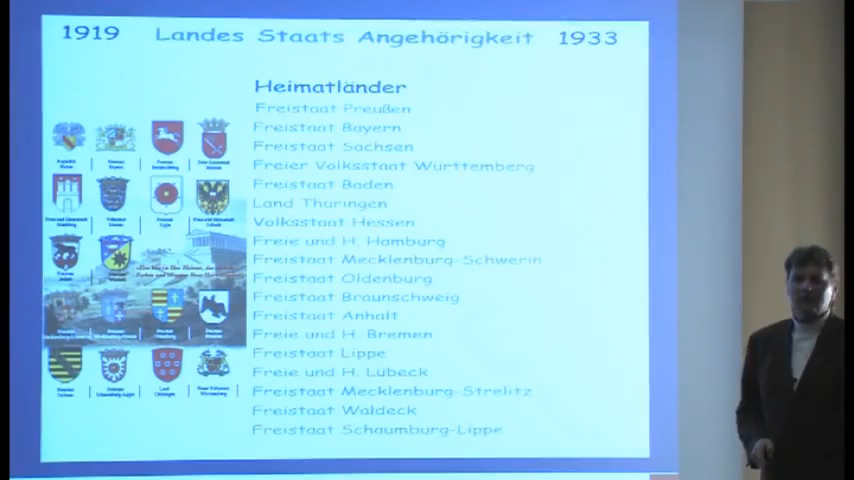 1919 Landes Staats Angehörigkeit 1933
Heimatländer
Freistaat Preußen
Freistaat Bayern
Freistaat Sachsen
Freier Volksstaat Württemberg
Freistaat Baden
Land Thüringen
Volksstaat Hessen
Freie und H. Hamburg
Freistaat Mecklenburg-Schwerin
Freistaat Oldenburg
Freistaat Braunschweig
Freistaat Anhalt
Freie und H. Bremen
Freistaat Lippe
Freie und H. Lübeck
Freistaat Mecklenburg-Strelitz
Freistaat Waldeck
Freistaat Schaumburg-Lippe